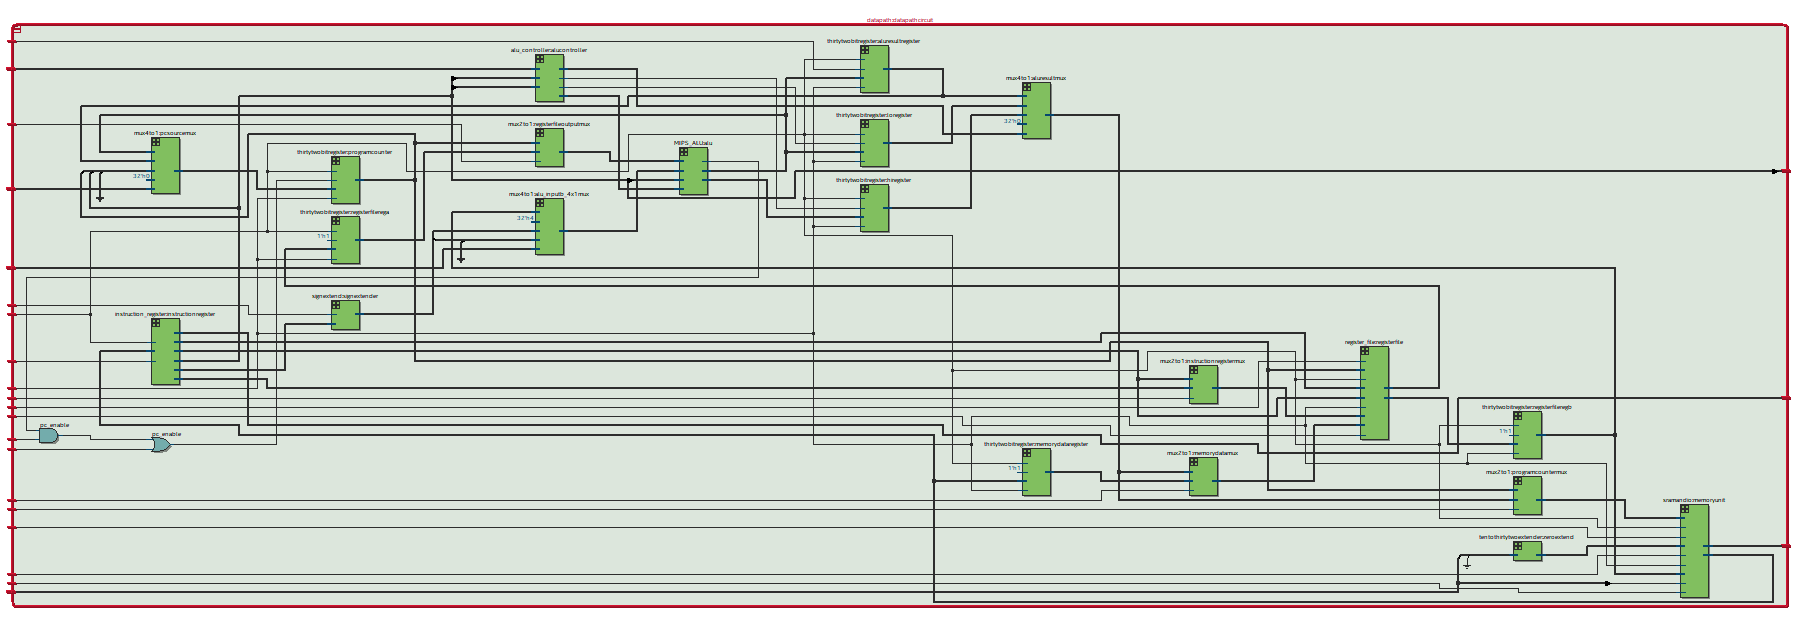 datapath:datapathcircuit
thirtytwobitregister:aluresultregister
alu_controller:alucontroller
mux4to1:aluresultmux
thirtytwobitregister:loregister
32'h0
mux2to1:registerfileoutputmux
mux4to1:pcsourcemux
MIPS_ALU:alu
thirtytwobitregister:programcounter
32'h0
thirtytwobitregister:hiregister
mux4to1:alu_inputb_4x1mux
thirtytwobitregister:registerfilerega
32'h4
1'h1
signextend:signextender
instruction_register:instructionregister
register_file:registerfile
mux2to1:instructionregistermux
thirtytwobitregister:registerfileregb
pc_enable
1'h1
pc_enable
thirtytwobitregister:memorydataregister
mux2to1:memorydatamux
1'h1
mux2to1:programcountermux
sramandio:memoryunit
tentothirtytwoextender:zeroextend